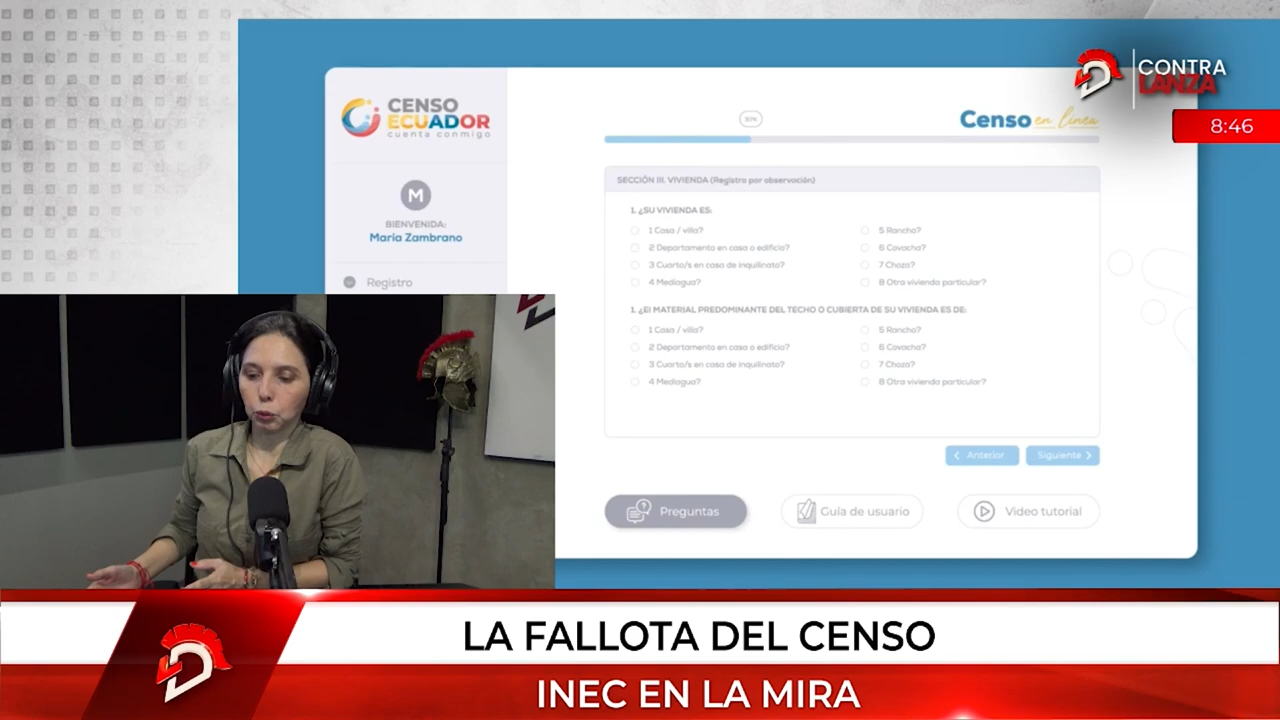 CONTRA
LANZA
8:46
CENSO
ECUADOR
cuenta conmigo
30%
Censo en línea
M
BIENVENIDA:
María Zambrano
Registro
SECCIÓN III. VIVIENDA (Registro por observación)
1. ¿SU VIVIENDA ES:
1 Casa / villa?
5 Rancho?
2 Departamento en casa o edificio?
6 Covacha?
3 Cuarto/s en casa de inquilinato?
7 Choza?
4 Mediagua?
8 Otra vivienda particular?
1. ¿El MATERIAL PREDOMINANTE DEL TECHO O CUBIERTA DE SU VIVIENDA ES DE:
1 Casa / villa?
5 Rancho?
2 Departamento en casa o edificio?
6 Covacha?
3 Cuarto/s en casa de inquilinato?
7 Choza?
4 Mediagua?
8 Otra vivienda particular?
Anterior
Siguiente
Preguntas
Guía de usuario
Video tutorial
LA FALLOTA DEL CENSO
INEC EN LA MIRA